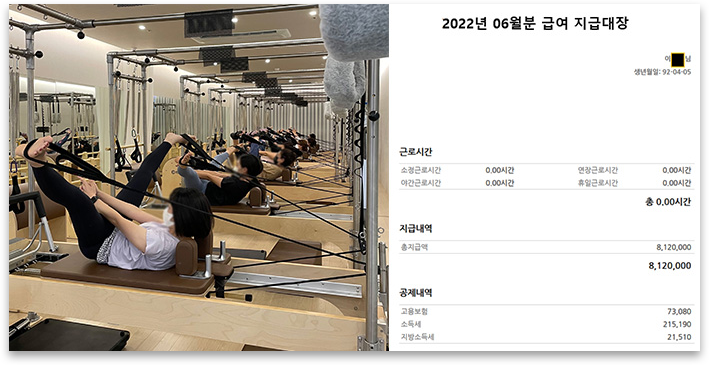 2022년 06월분 급여 지급대장
이 님
생년월일: 92-04-05
근로시간
소정근로시간 0.00시간 연장근로시간 0.00시간
야간근로시간 0.00시간 휴일근로시간 0.00시간
총 0.00시간
지급내역
총지급액 8,120,000
8,120,000
공제내역
고용보험 73,080
소득세 215,190
지방소득세 21,510